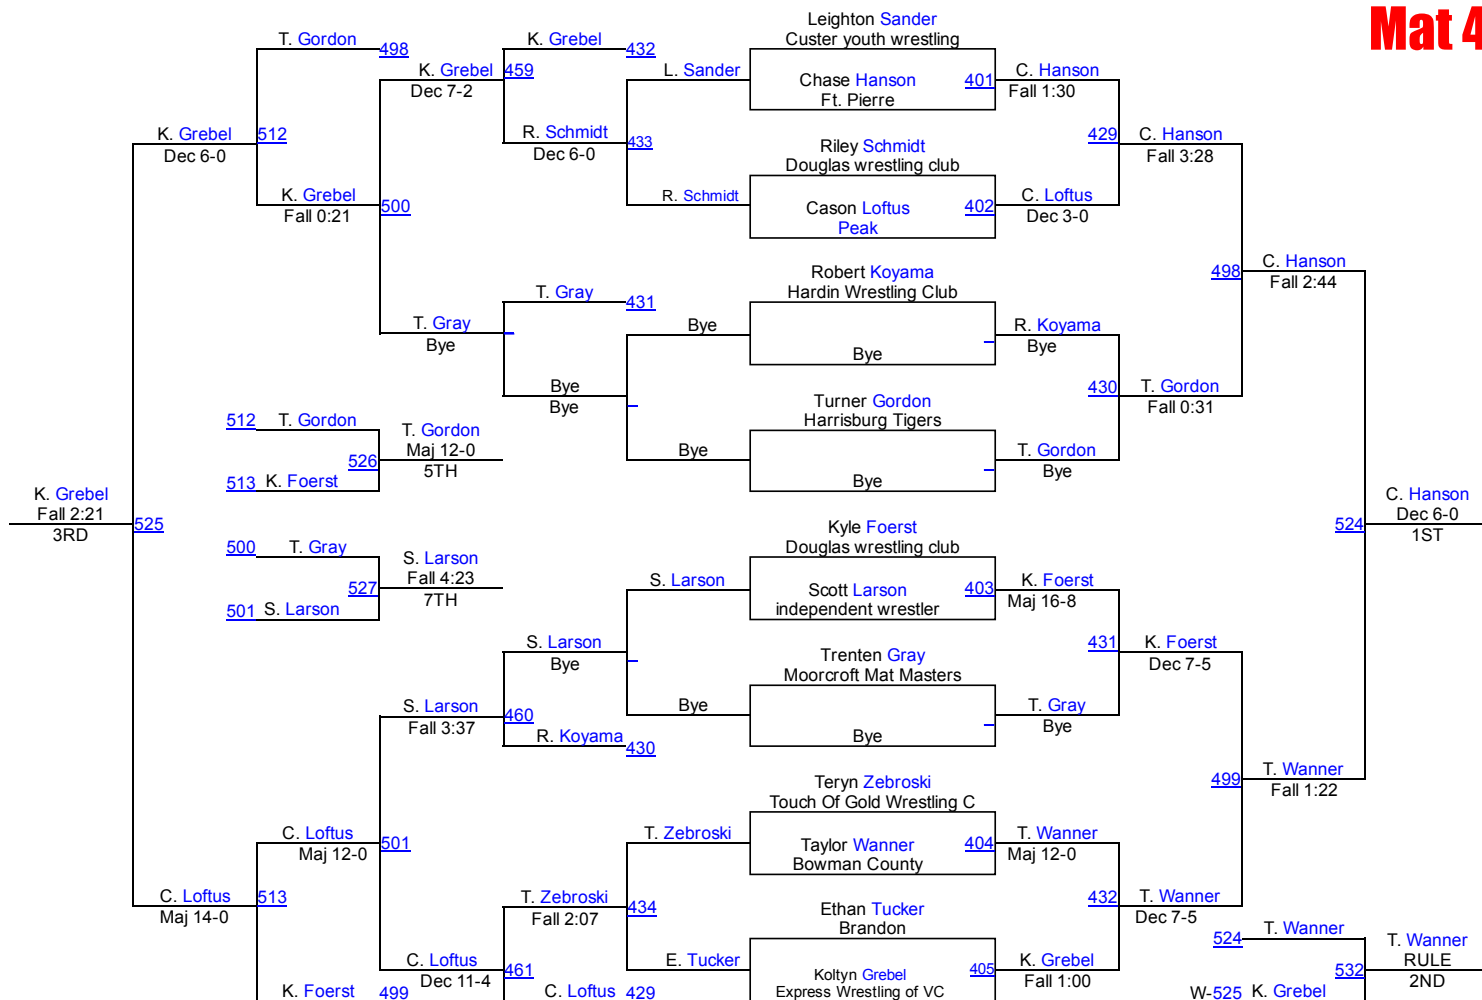 Mat 4
Leighton Sander
Custer youth wrestling
T. Gordon
498
K. Grebel
432
K. Grebel
459
Dec 7-2
L. Sander
Chase Hanson
401
Ft. Pierre
C. Hanson
Fall 1:30
K. Grebel
512
Dec 6-0
R. Schmidt
433
Dec 6-0
Riley Schmidt
Douglas wrestling club
429
C. Hanson
Fall 3:28
K. Grebel
500
Fall 0:21
R. Schmidt
Cason Loftus
402
Peak
C. Loftus
Dec 3-0
Robert Koyama
Hardin Wrestling Club
498
C. Hanson
Fall 2:44
T. Gray
431
T. Gray
Bye
Bye
Bye
R. Koyama
Bye
Bye
Bye
430
T. Gordon
Fall 0:31
512
T. Gordon
526
T. Gordon
Maj 12-0
5TH
513
K. Foerst
Turner Gordon
Harrisburg Tigers
Bye
Bye
T. Gordon
Bye
K. Grebel
Fall 2:21
3RD
525
524
C. Hanson
Dec 6-0
1ST
500
T. Gray
527
S. Larson
Fall 4:23
7TH
501
S. Larson
Kyle Foerst
Douglas wrestling club
S. Larson
Scott Larson
403
independent wrestler
K. Foerst
Maj 16-8
S. Larson
Bye
Trenten Gray
Moorcroft Mat Masters
431
K. Foerst
Dec 7-5
S. Larson
460
Fall 3:37
R. Koyama
430
Bye
Bye
T. Gray
Bye
Teryn Zebroski
Touch Of Gold Wrestling C
499
T. Wanner
Fall 1:22
C. Loftus
501
Maj 12-0
T. Zebroski
Taylor Wanner
404
Bowman County
T. Wanner
Maj 12-0
C. Loftus
513
Maj 14-0
T. Zebroski
434
Fall 2:07
Ethan Tucker
Brandon
432
T. Wanner
Dec 7-5
524
T. Wanner
532
T. Wanner
RULE
2ND
C. Loftus
461
Dec 11-4
E. Tucker
Koltyn Grebel
405
Express Wrestling of VC
K. Grebel
Fall 1:00
K. Foerst
499
C. Loftus
429
W-525
K. Grebel